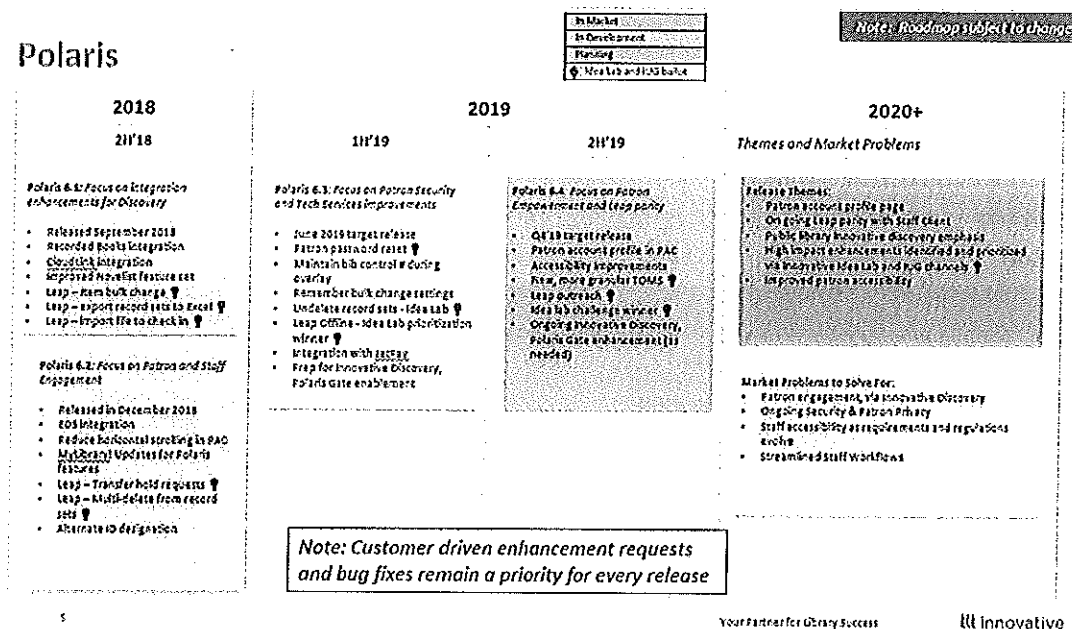 Polaris
In Market
In Development
Planning
: Idea Lab and IUG ballot
Note: Roadmap subject to change
2018
2H'18
Polaris 6.1: Focus on Integration
enhancements for Discovery
• Released September 2018
• Recorded Books Integration
• CloudLink Integration
• Improved Novelist feature set
• Leap – Item bulk change
• Leap – export record sets to Excel
• Leap – import file to check in
Polaris 6.2: Focus on Patron and Staff
Engagement
• Released in December 2018
• EDS Integration
• Reduce horizontal scrolling in PAC
• MyLibrary! Updates for Polaris
features
• Leap – Transfer hold requests
• Leap – Multi-delete from record
sets
• Alternate ID designation
2019
1H'19
Polaris 6.3: Focus on Patron Security
and Tech Services Improvements
• June 2019 target release
• Patron password reset
• Maintain bib control # during
overlay
• Remember bulk change settings
• Undelete record sets - Idea Lab
• Leap Offline - Idea Lab prioritization
winner
• Integration with
• Prep for Innovative Discovery,
Polaris Gate enablement
2H'19
Polaris 6.4: Focus on Patron
Empowerment and Leap parity
• Q4'19 target release
• Patron account profile in PAC
• Accessibility improvements
• New, more granular TOMS
• Leap outreach
• Idea lab challenge winner
• Ongoing Innovative Discovery,
Polaris Gate enhancement (as
needed)
2020+
Themes and Market Problems
Release Themes:
• Patron account profile page
• Ongoing Leap parity with Staff Client
• Public library Innovative discovery emphasis
• High impact enhancements identified and prioritized
via Innovative Idea Lab and IUG channels
• Improved patron accessibility
Market Problems to Solve For:
• Patron engagement, via Innovative Discovery
• Ongoing Security & Patron Privacy
• Staff accessibility as requirements and regulations
evolve
• Streamlined Staff Workflows
Note: Customer driven enhancement requests
and bug fixes remain a priority for every release
5
Your Partner for Library Success
innovative